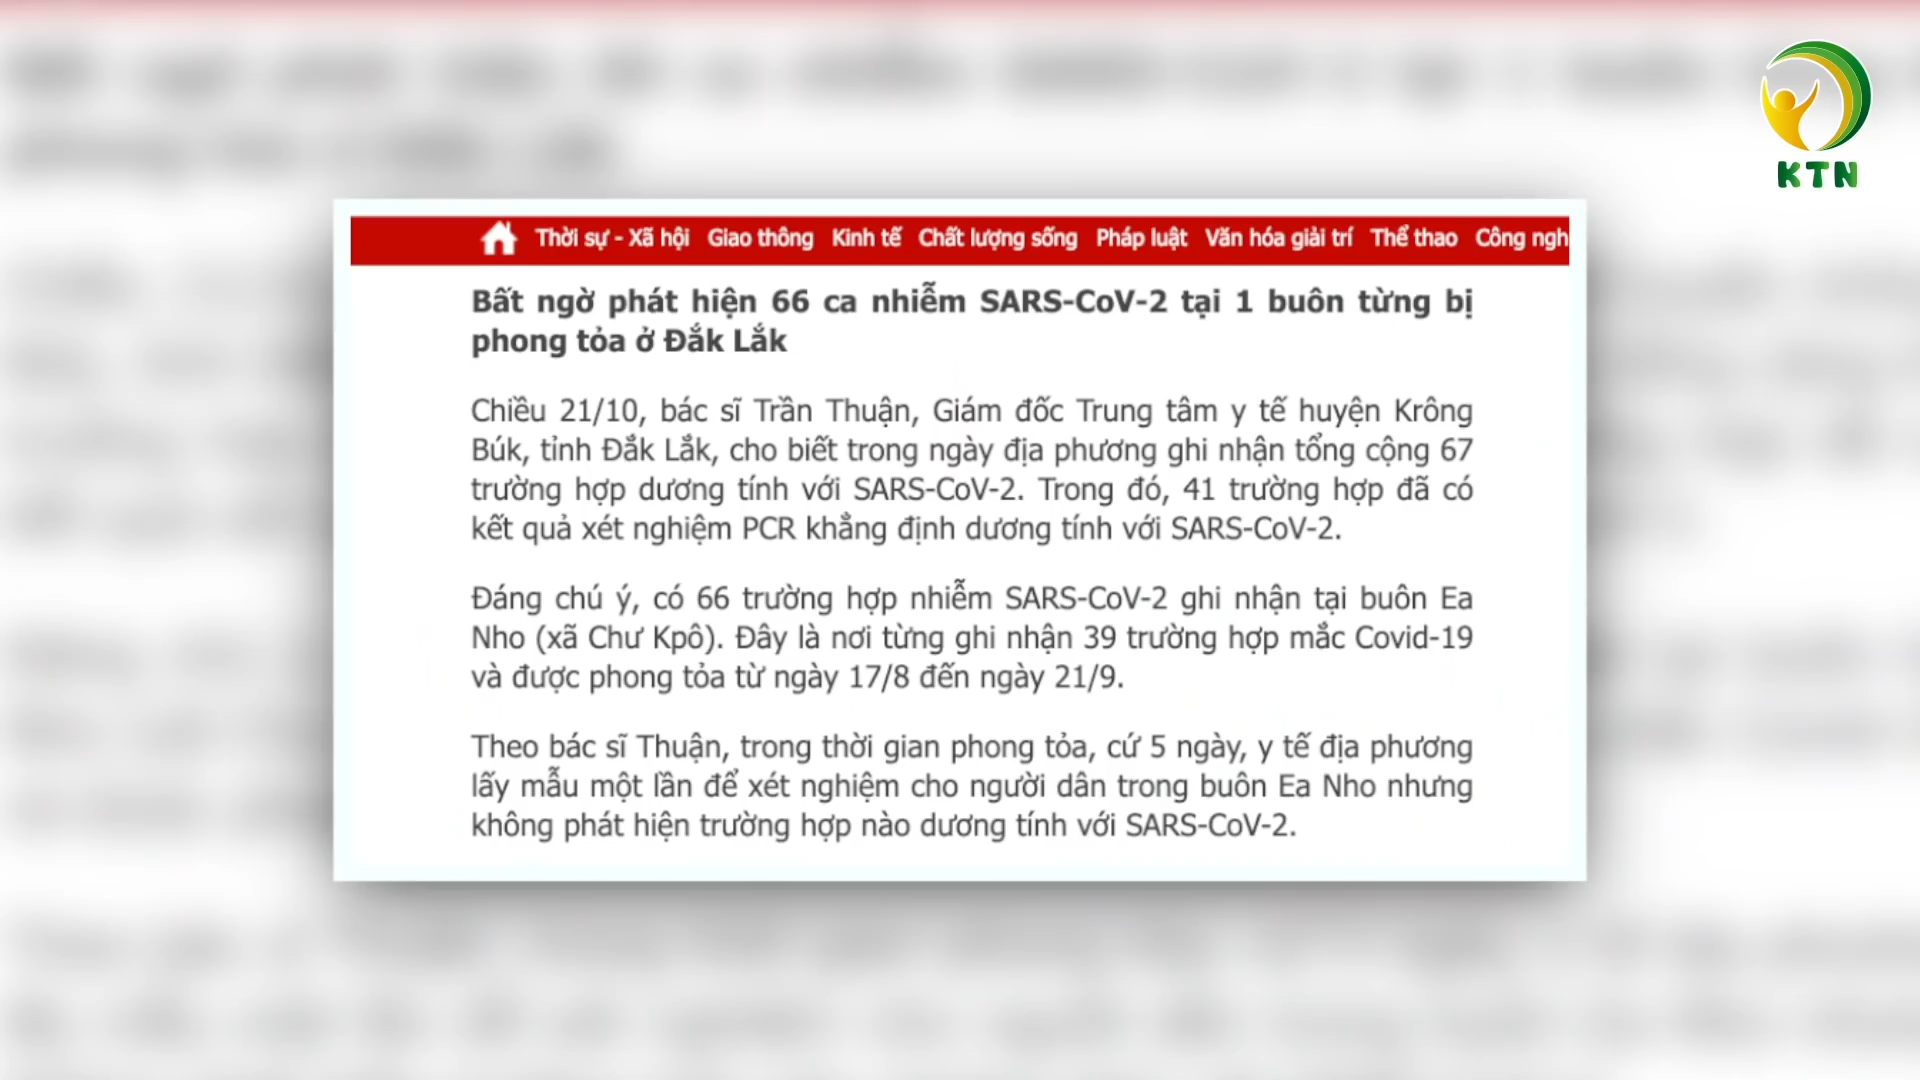 KTN
Thời sự - Xã hội Giao thông Kinh tế Chất lượng sống Pháp luật Văn hóa giải trí Thể thao Công ngh
Bất ngờ phát hiện 66 ca nhiễm SARS-CoV-2 tại 1 buôn từng bị
phong tỏa ở Đắk Lắk
Chiều 21/10, bác sĩ Trần Thuận, Giám đốc Trung tâm y tế huyện Krông
Búk, tỉnh Đắk Lắk, cho biết trong ngày địa phương ghi nhận tổng cộng 67
trường hợp dương tính với SARS-CoV-2. Trong đó, 41 trường hợp đã có
kết quả xét nghiệm PCR khẳng định dương tính với SARS-CoV-2.
Đáng chú ý, có 66 trường hợp nhiễm SARS-CoV-2 ghi nhận tại buôn Ea
Nho (xã Chư Kpô). Đây là nơi từng ghi nhận 39 trường hợp mắc Covid-19
và được phong tỏa từ ngày 17/8 đến ngày 21/9.
Theo bác sĩ Thuận, trong thời gian phong tỏa, cứ 5 ngày, y tế địa phương
lấy mẫu một lần để xét nghiệm cho người dân trong buôn Ea Nho nhưng
không phát hiện trường hợp nào dương tính với SARS-CoV-2.